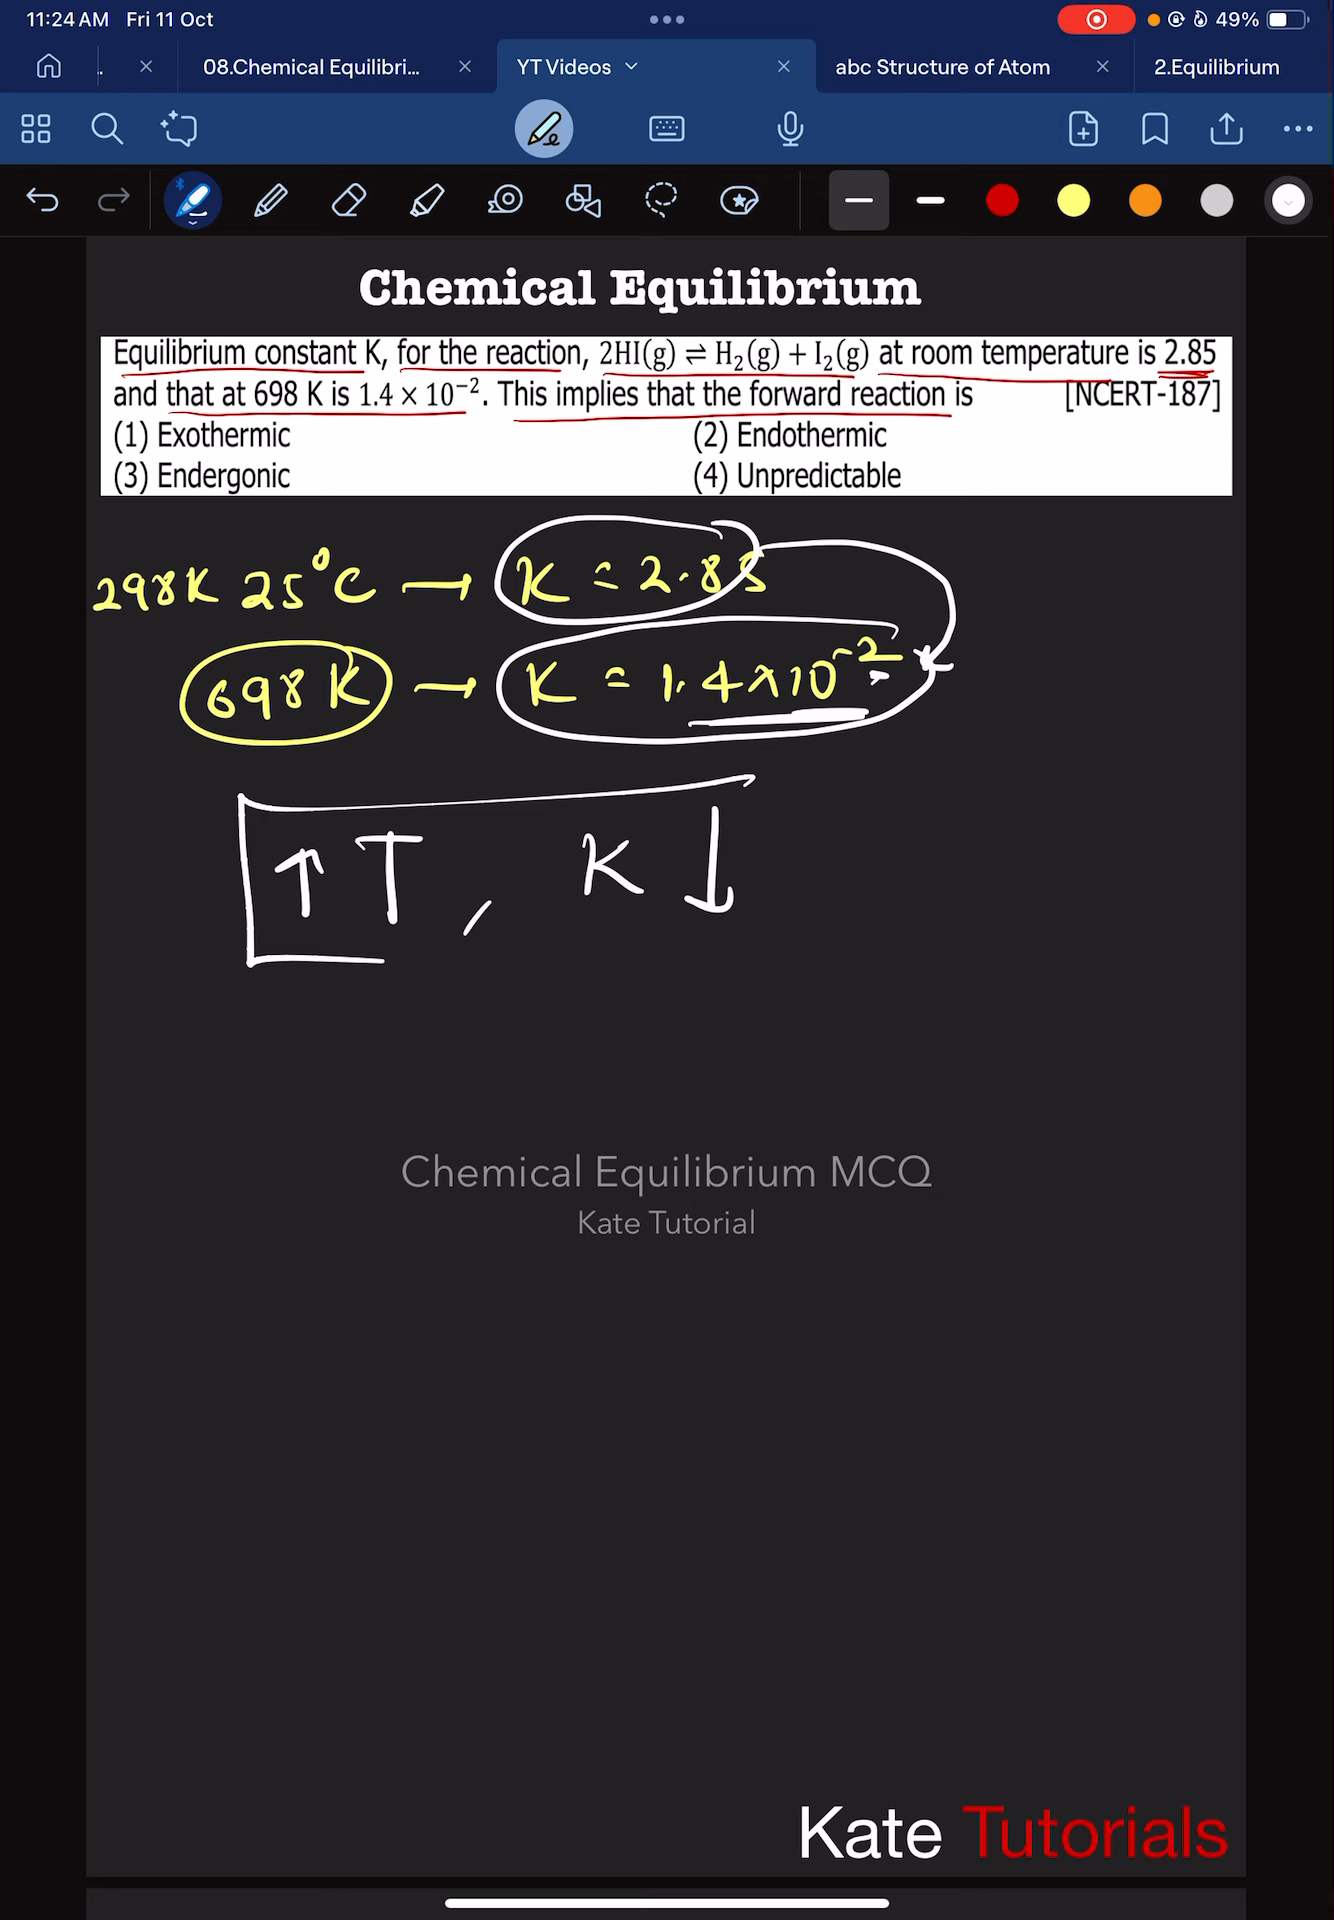 11:24 AM Fri 11 Oct 49%
. 08.Chemical Equilibri... YT Videos abc Structure of Atom 2.Equilibrium
Chemical Equilibrium
Equilibrium constant K, for the reaction, 2HI(g) ⇌ H₂(g) + I₂(g) at room temperature is 2.85
and that at 698 K is 1.4 × 10⁻². This implies that the forward reaction is [NCERT-187]
(1) Exothermic (2) Endothermic
(3) Endergonic (4) Unpredictable
298K 25°C → K = 2.85
698 K → K = 1.4×10⁻²
↑ T , K ↓
Chemical Equilibrium MCQ
Kate Tutorial
Kate Tutorials